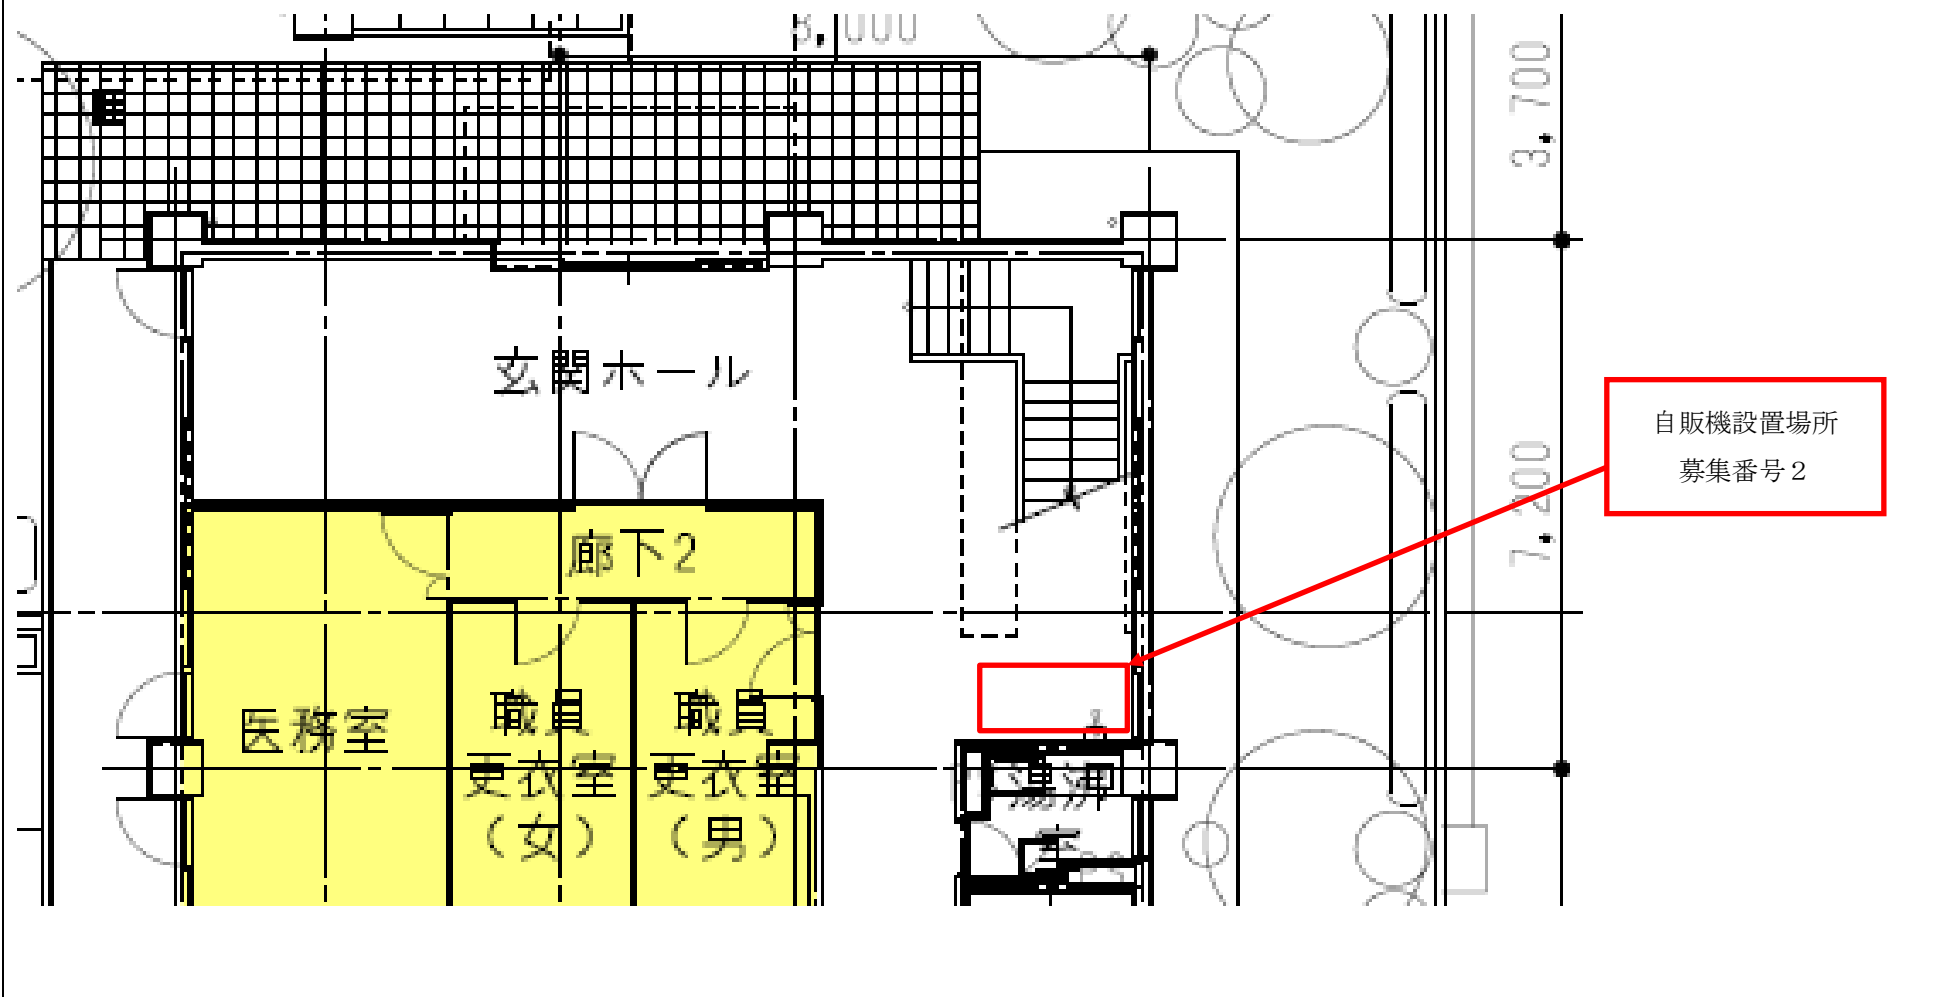 8,000
3,700
玄関ホール
自販機設置場所
募集番号２
7,200
廊下2
医務室
職員
更衣室
（女）
職員
更衣室
（男）
湯沸